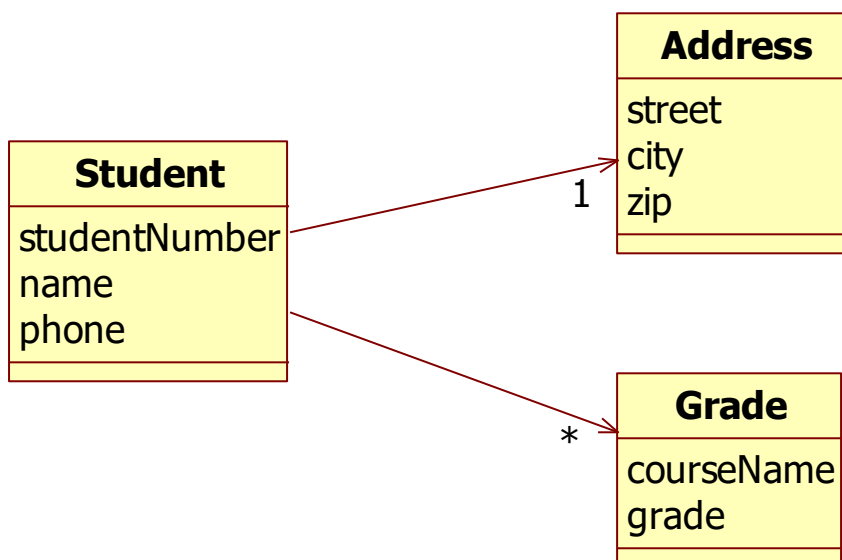 Student
studentNumber
name
phone
1
*
Address
street
city
zip
Grade
courseName
grade